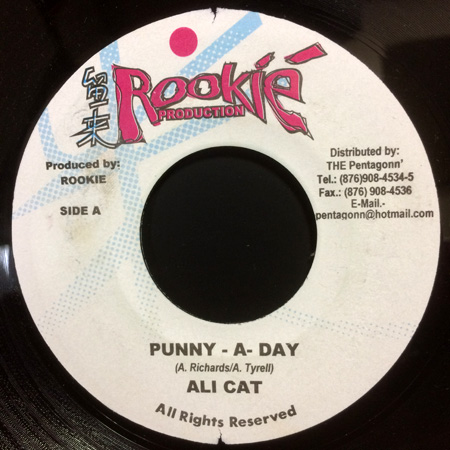 Rookié
PRODUCTION
Produced by:
ROOKIE
SIDE A
Distributed by:
THE Pentagonn'
Tel.: (876)908-4534-5
Fax.: (876) 908-4536
E-Mail.-
pentagonn@hotmail.com
PUNNY - A- DAY
(A. Richards/A. Tyrell)
ALI CAT
All Rights Reserved